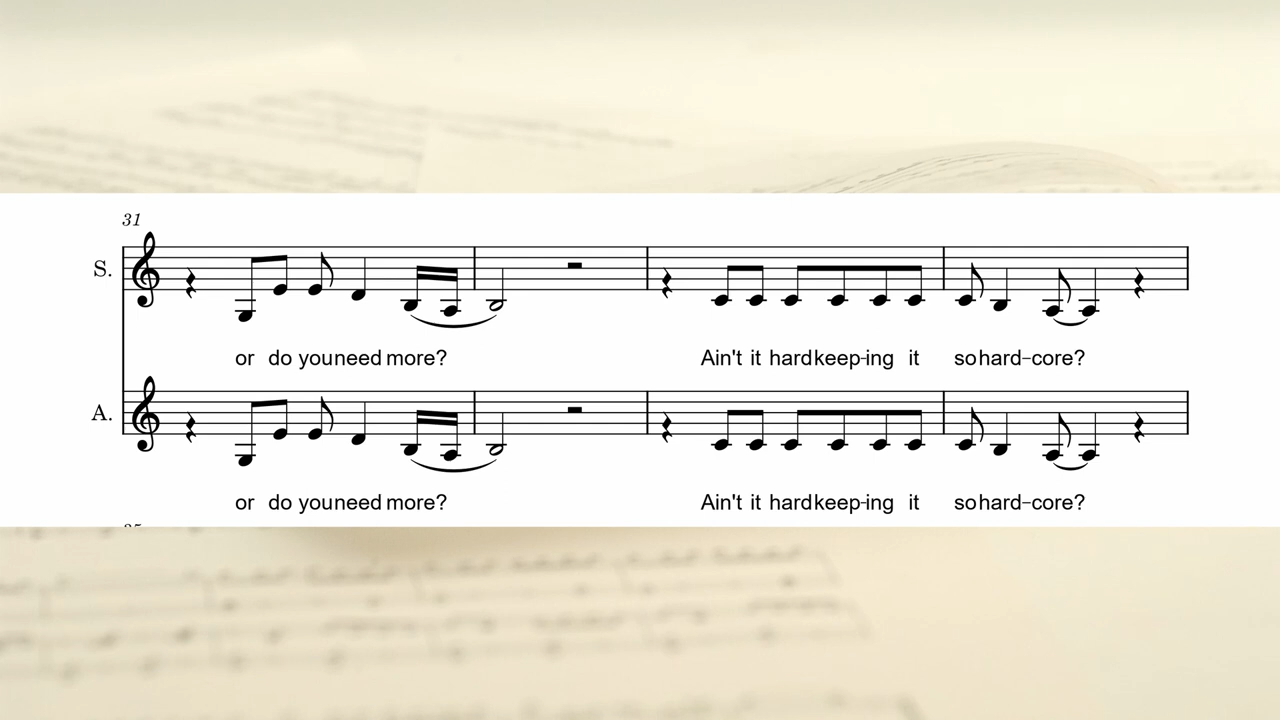 31
S.
or do you need more? Ain't it hard keep-ing it so hard-core?
A.
or do you need more? Ain't it hard keep-ing it so hard-core?